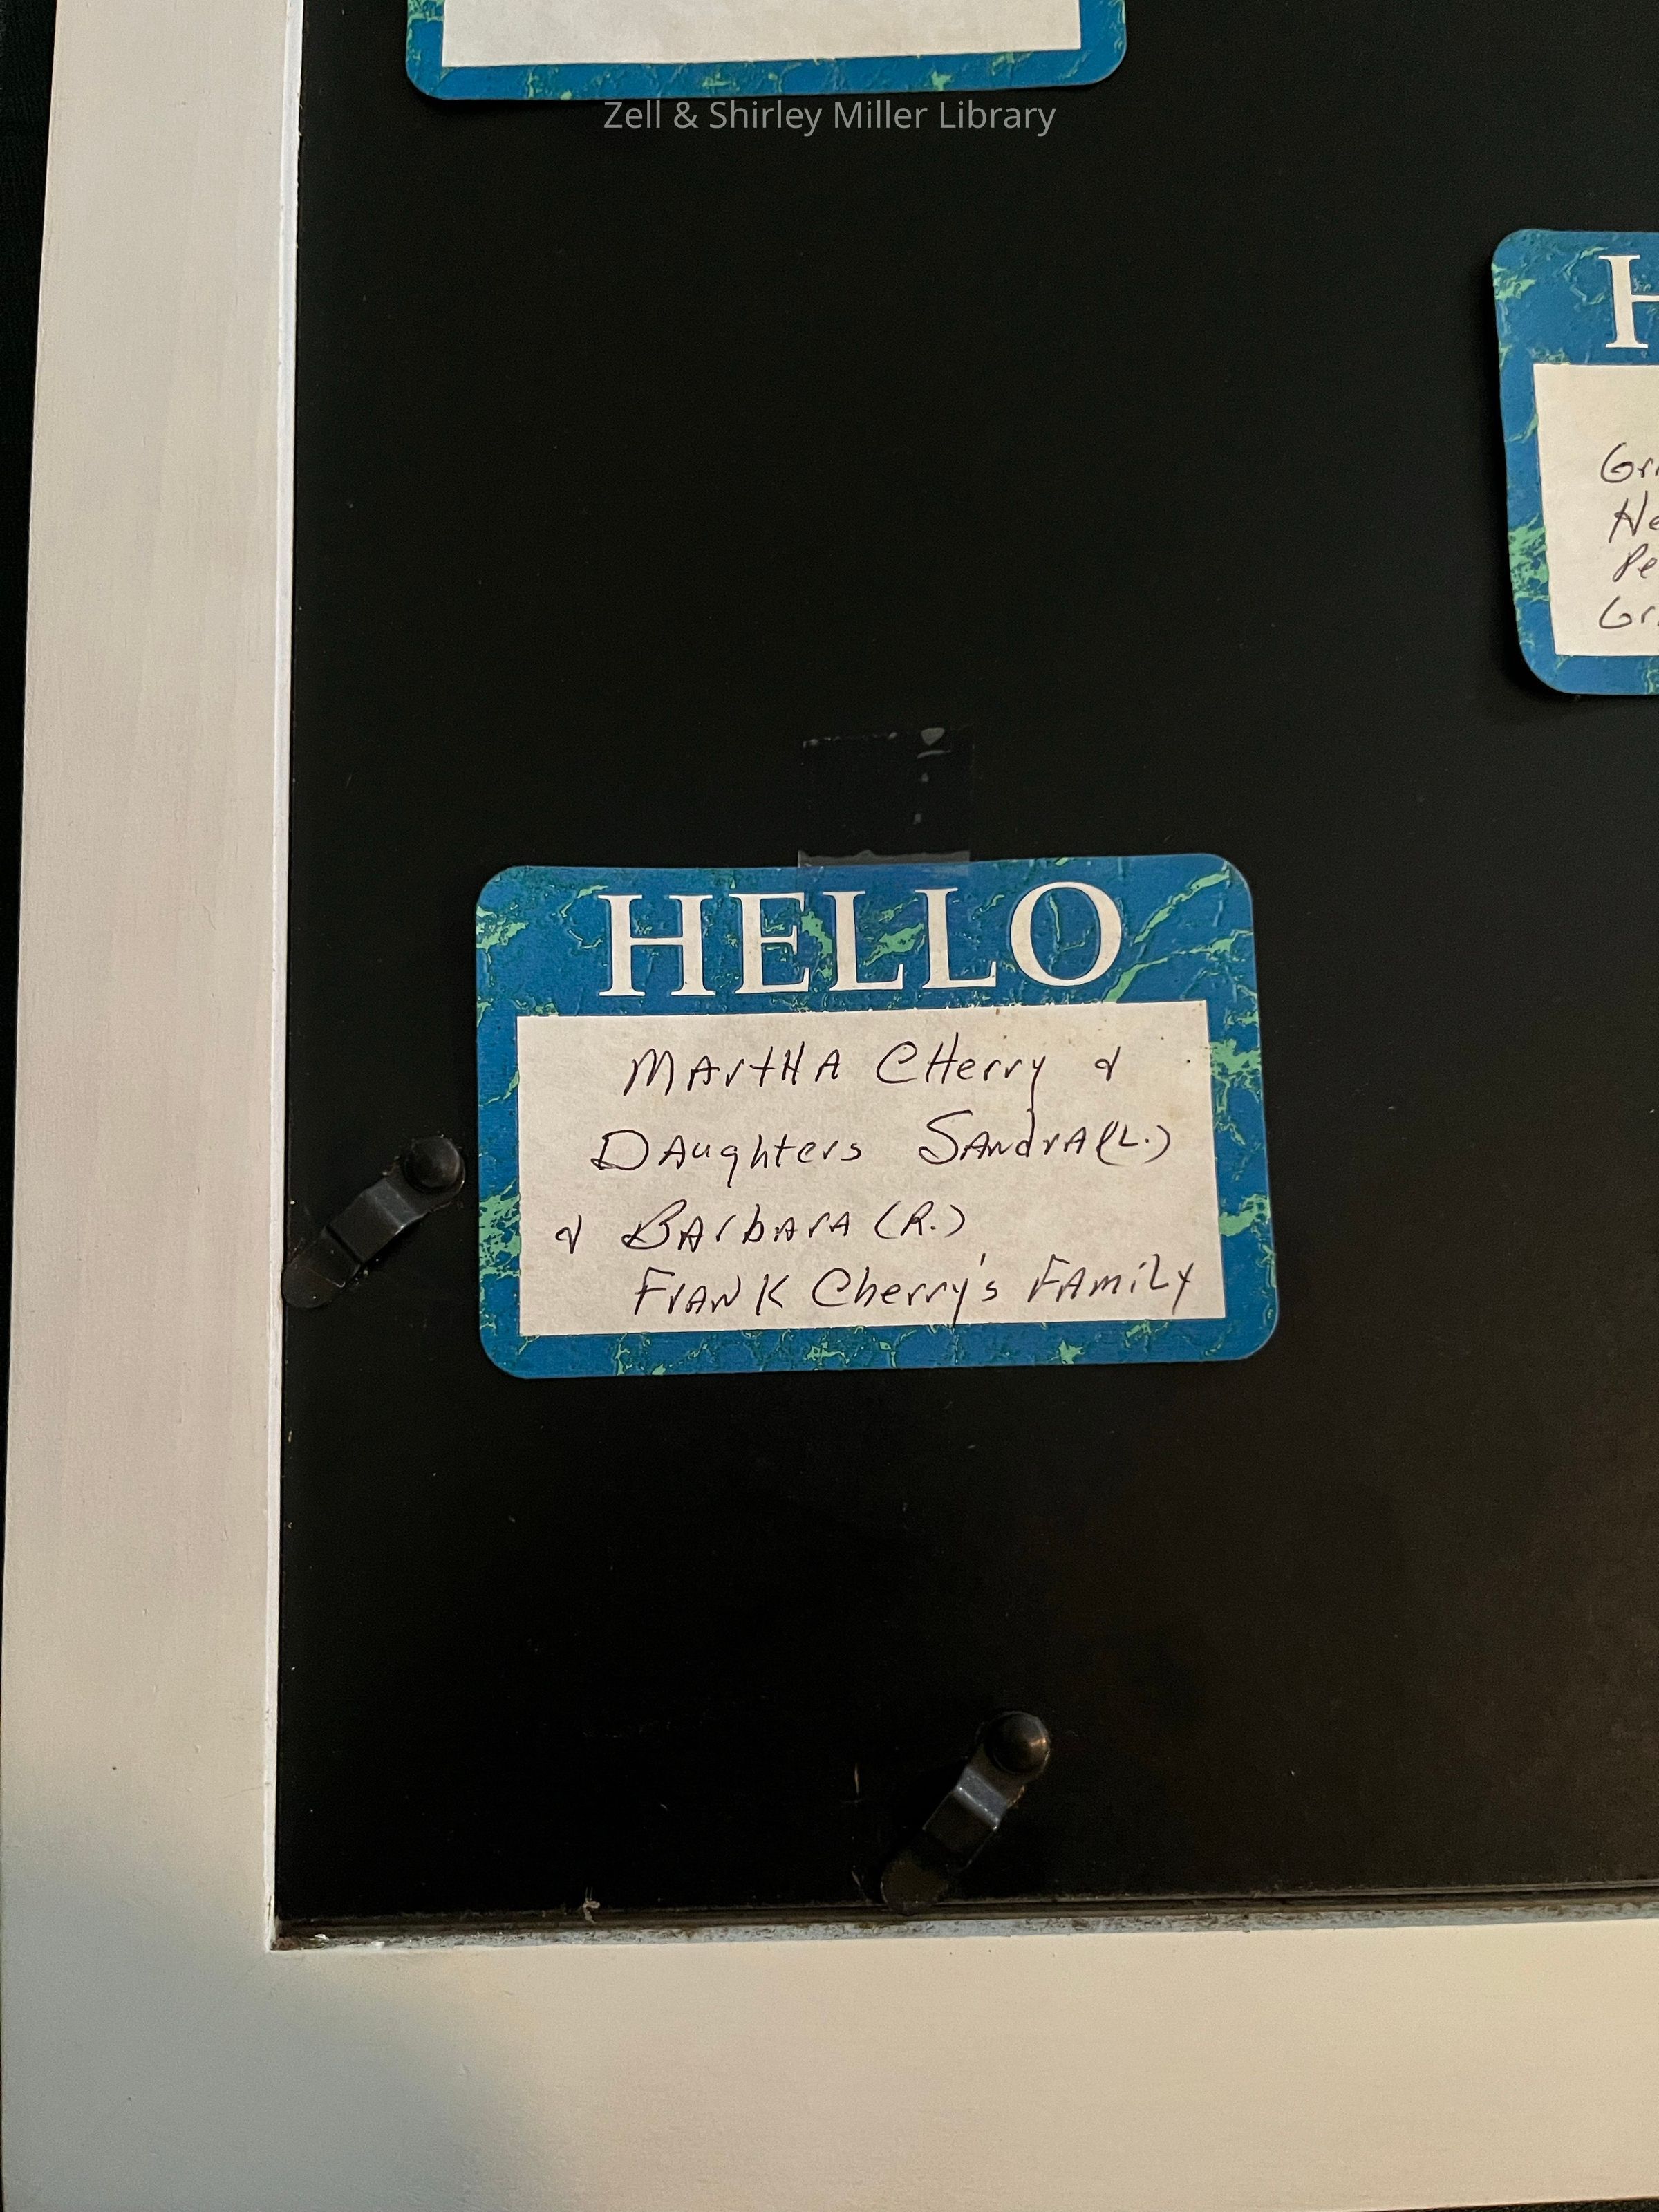 Zell & Shirley Miller Library
HELLO
MArtHA CHerry &
DAughters SANdrA (L.)
& BArbArA (R.)
FrANK Cherry's FAmiLy